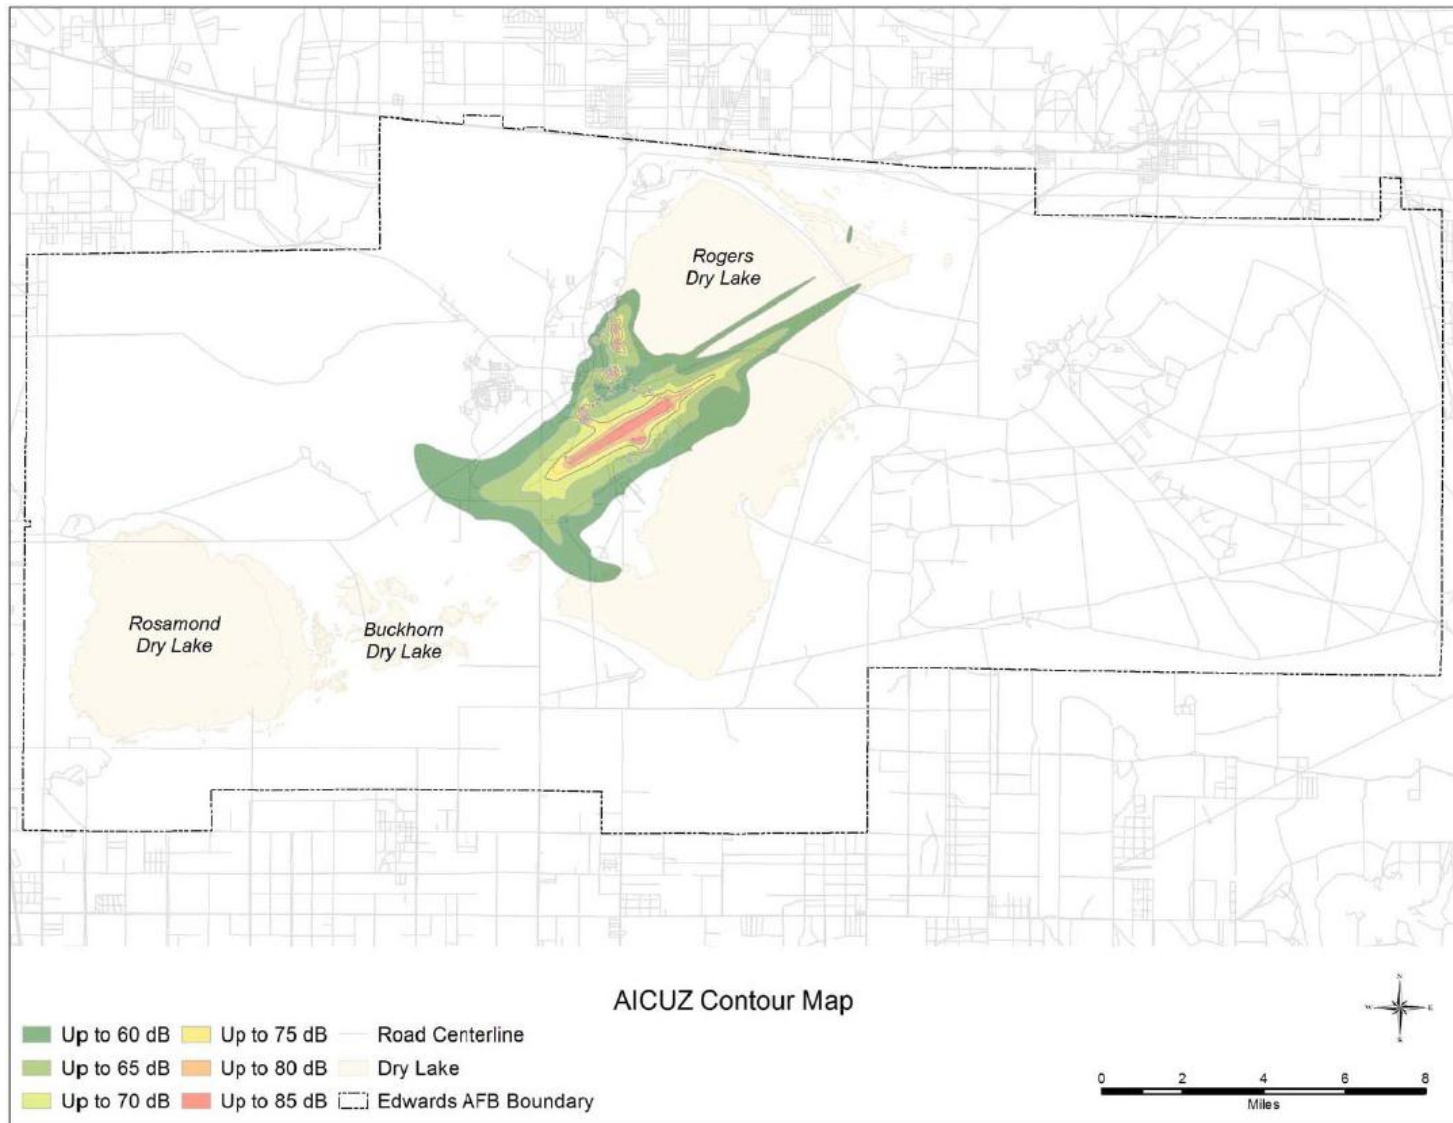 Rogers
Dry Lake
Rosamond
Dry Lake
Buckhorn
Dry Lake
AICUZ Contour Map
N
W
E
S
Up to 60 dB
Up to 75 dB
Road Centerline
Up to 65 dB
Up to 80 dB
Dry Lake
Up to 70 dB
Up to 85 dB
Edwards AFB Boundary
0 2 4 6 8
Miles